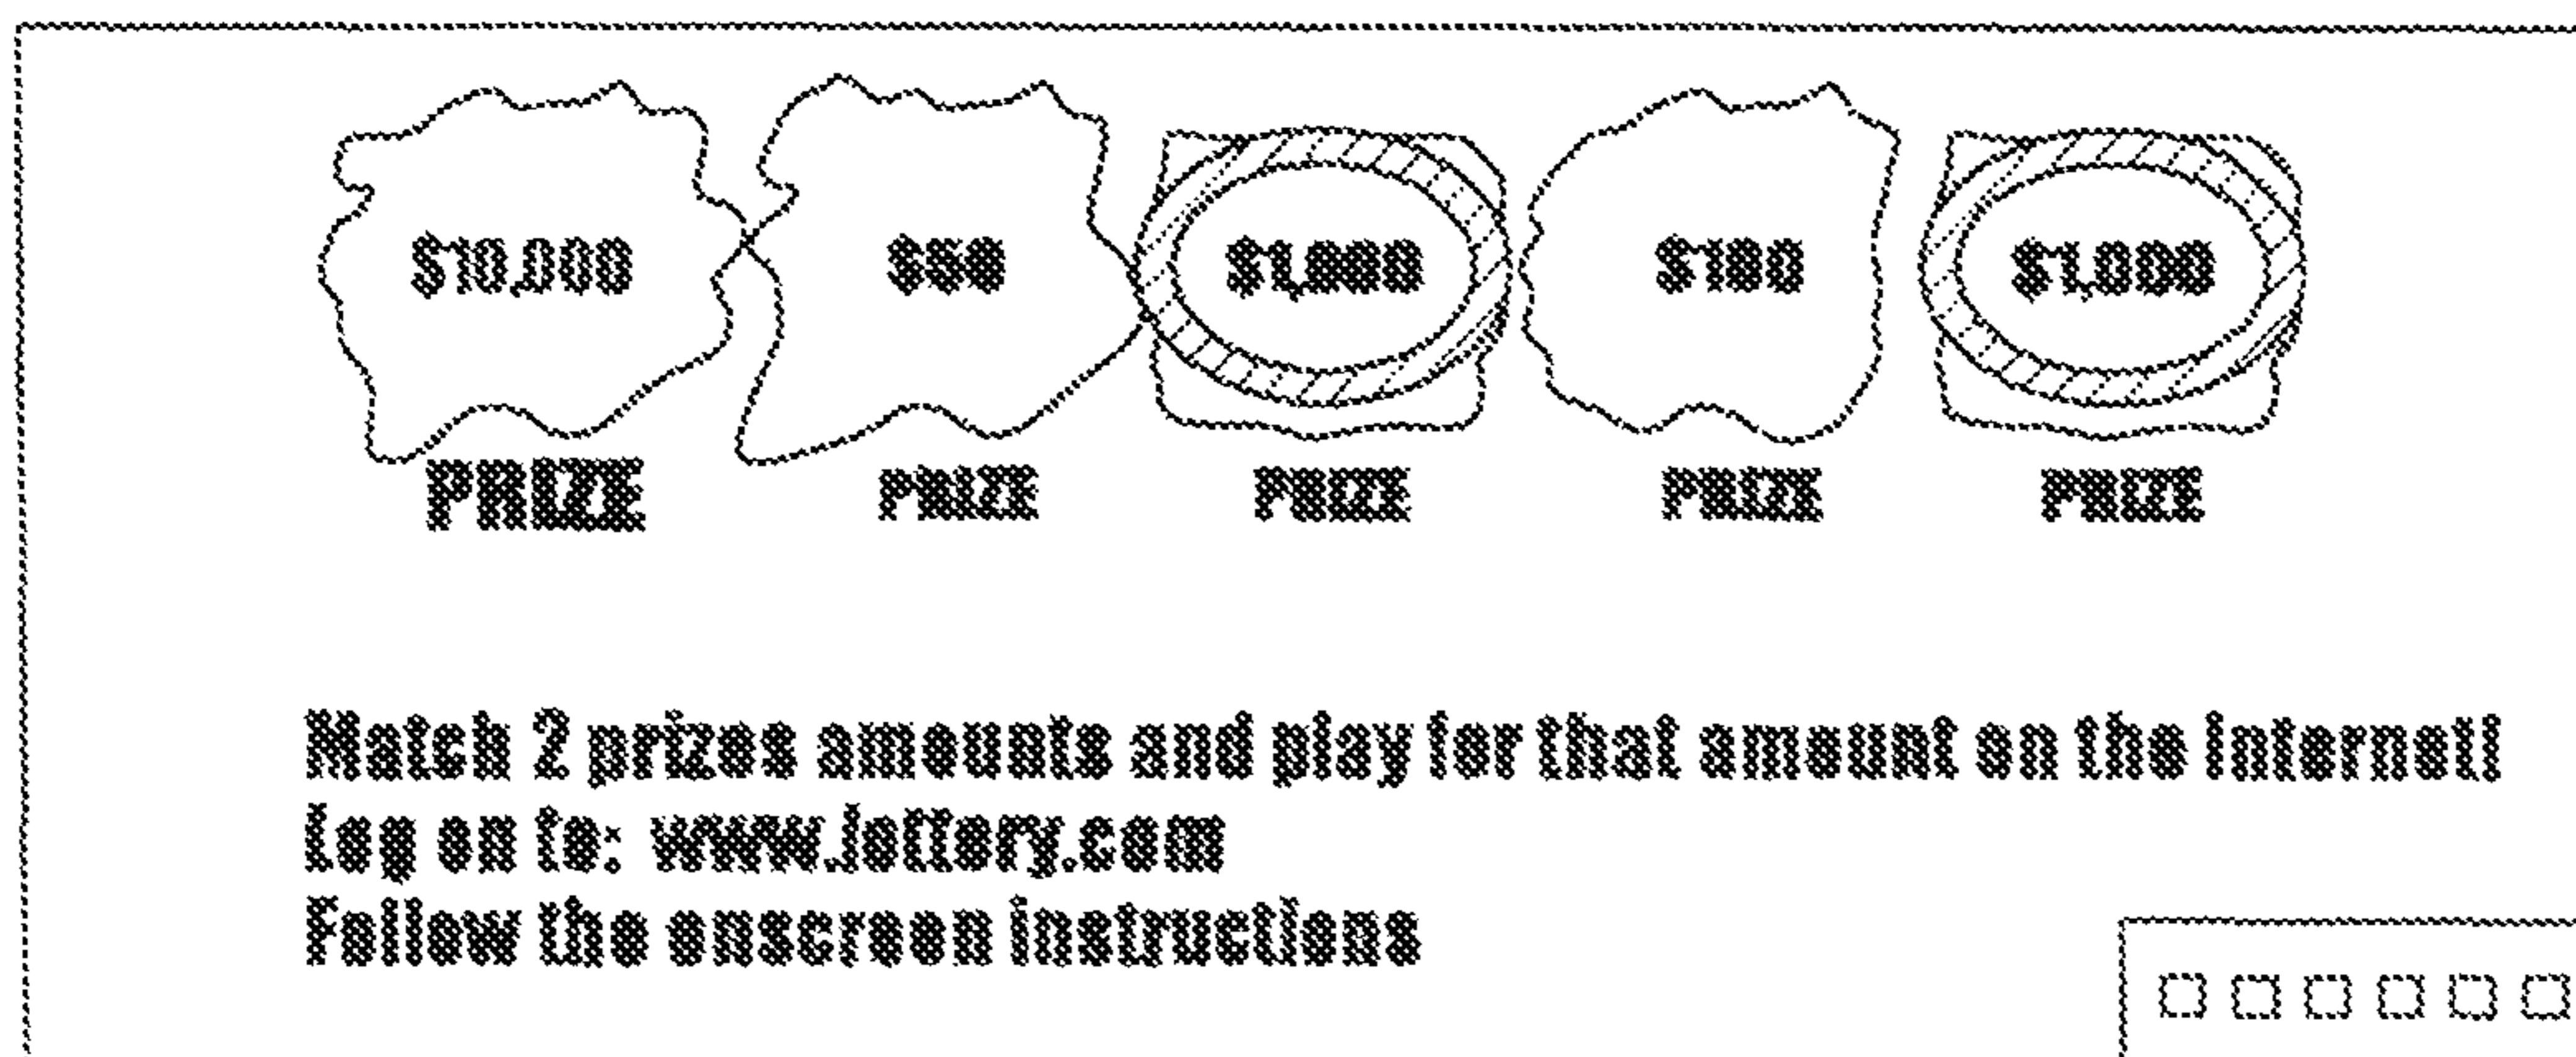 $10,000 $50 $1,000 $100 $1,000
PRIZE PRIZE PRIZE PRIZE PRIZE
Match 2 prizes amounts and play for that amount on the internet!
Log on to: www.lottery.com
Follow the onscreen instructions